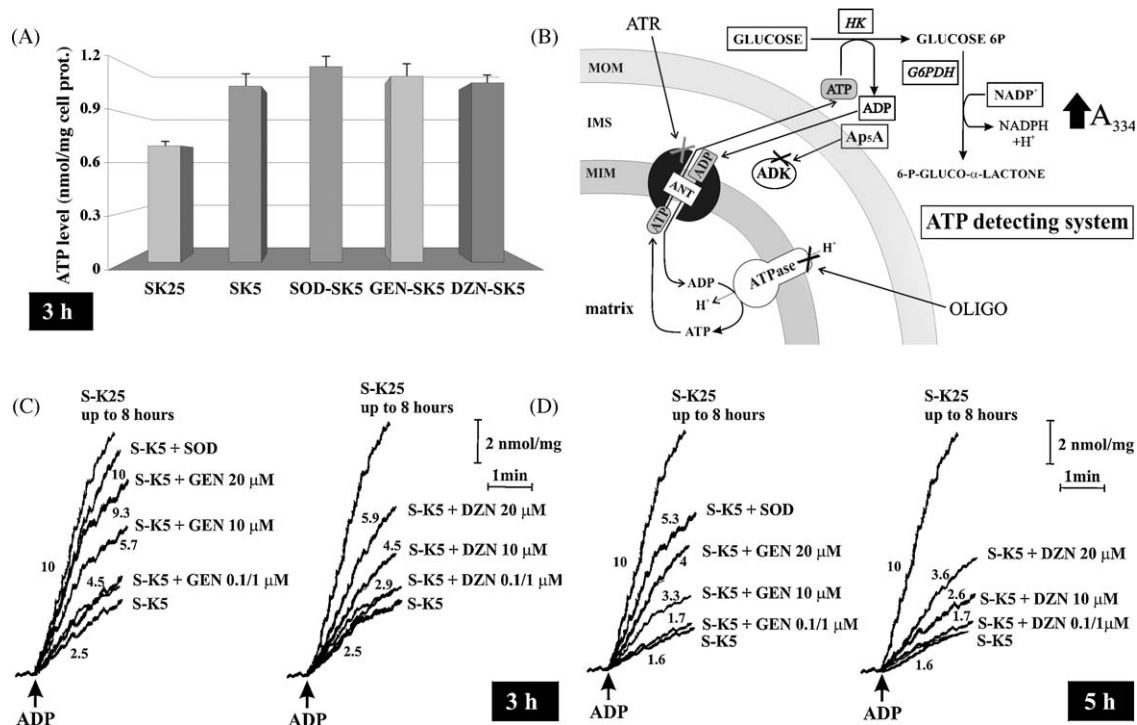 (A)
ATP level (nmol/mg cell prot.)
1.2
0.9
0.6
0.3
0
SK25 SK5 SOD-SK5 GEN-SK5 DZN-SK5
3 h
(B)
ATR
HK
GLUCOSE
GLUCOSE 6P
MOM
G6PDH
ATP
ADP
NADP⁺
A₃₃₄
IMS
Ap₅A
NADPH
+H⁺
ADK
ADP
MIM
ANT
6-P-GLUCO-α-LACTONE
ATP
ATP detecting system
H⁺
ATPase
ADP
H⁺
matrix
OLIGO
ATP
(C)
S-K25
up to 8 hours
S-K5 + SOD
10
S-K5 + GEN 20 μM
9.3
S-K5 + GEN 10 μM
5.7
10
4.5
S-K5 + GEN 0.1/1 μM
S-K5
2.5
ADP
S-K25
up to 8 hours
2 nmol/mg
1min
5.9
S-K5 + DZN 20 μM
4.5
S-K5 + DZN 10 μM
2.9
S-K5 + DZN 0.1/1 μM
S-K5
2.5
ADP
3 h
(D)
S-K25
up to 8 hours
5.3
S-K5 + SOD
10
4
S-K5 + GEN 20 μM
3.3
S-K5 + GEN 10 μM
1.7
S-K5 + GEN 0.1/1 μM
S-K5
1.6
ADP
S-K25
up to 8 hours
2 nmol/mg
1min
10
3.6
S-K5 + DZN 20 μM
2.6
S-K5 + DZN 10 μM
1.7
S-K5 + DZN 0.1/1μM
S-K5
1.6
ADP
5 h